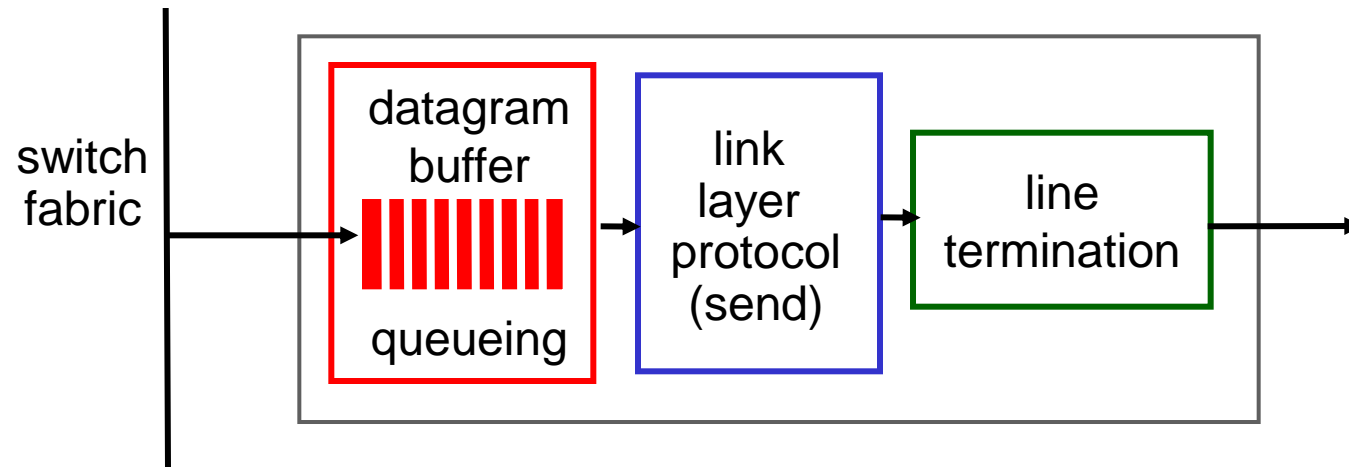 switch
fabric
datagram
buffer
queueing
link
layer
protocol
(send)
line
termination